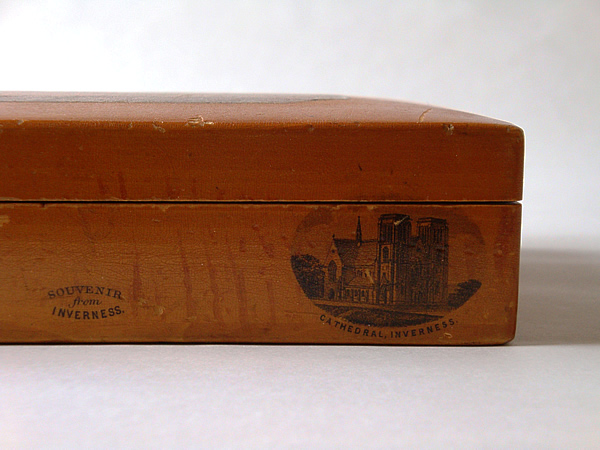 SOUVENIR
from
INVERNESS.
CATHEDRAL, INVERNESS.